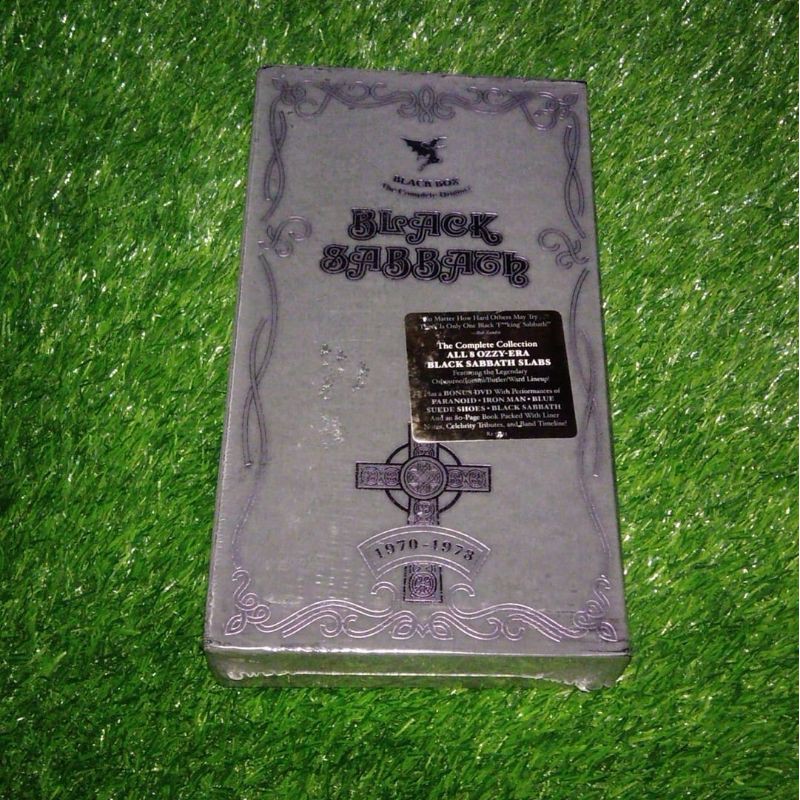 BLACK BOX
The Complete Original
BLACK
SABBATH
"No Matter How Hard Others May Try
There Is Only One Black 'F**king Sabbath'"
—Rob Zombie
The Complete Collection
ALL 8 OZZY-ERA
BLACK SABBATH SLABS
Featuring the Legendary
Osbourne/Iommi/Butler/Ward Lineup!
Plus a BONUS DVD With Performances of
PARANOID • IRON MAN • BLUE
SUEDE SHOES • BLACK SABBATH
And an 80-Page Book Packed With Liner
Notes, Celebrity Tributes, and Band Timeline!
1970-1978